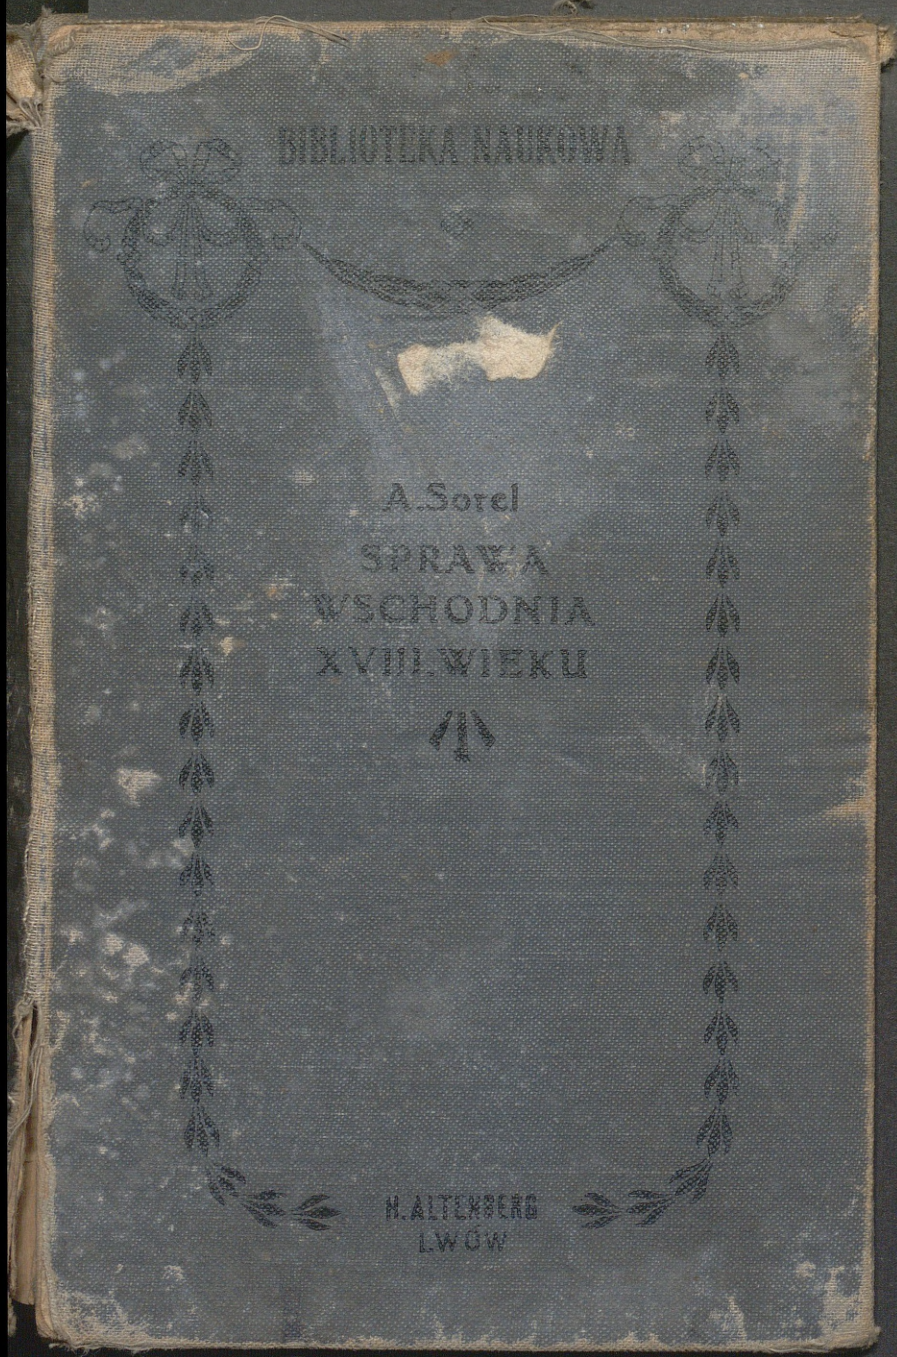 BIBLIOTEKA NAUKOWA
A. Sorel
SPRAWA
WSCHODNIA
XVIII. WIEKU
H. ALTENBERG
LWÓW